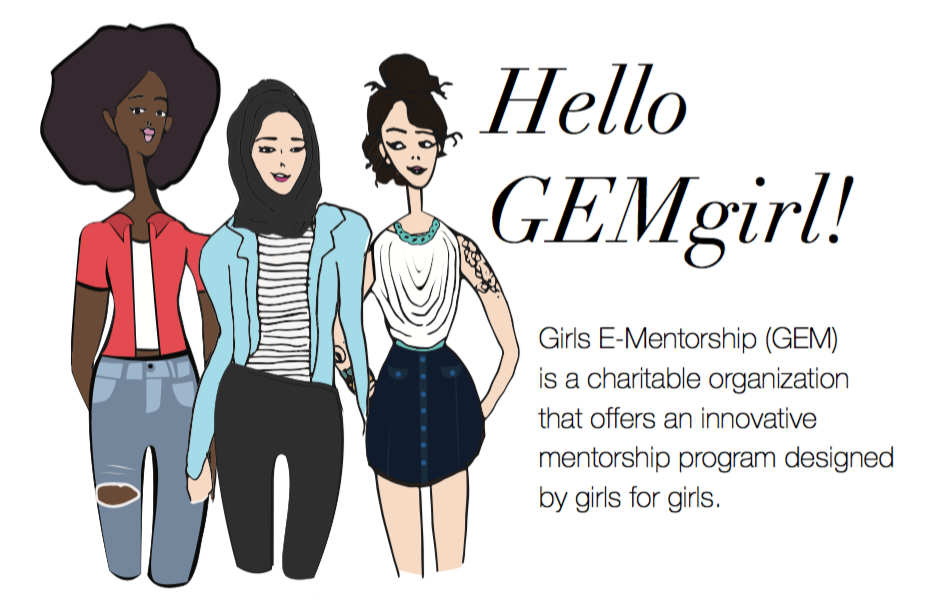 Hello
GEMgirl!
Girls E-Mentorship (GEM)
is a charitable organization
that offers an innovative
mentorship program designed
by girls for girls.